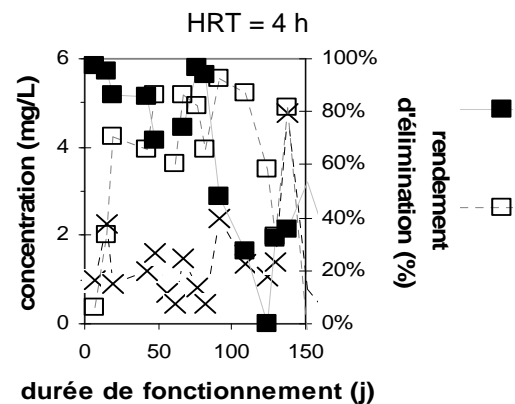 HRT = 4 h
6
4
2
0
100%
80%
60%
40%
20%
0%
0
50
100
150
concentration (mg/L)
rendement
d'élimination (%)
durée de fonctionnement (j)